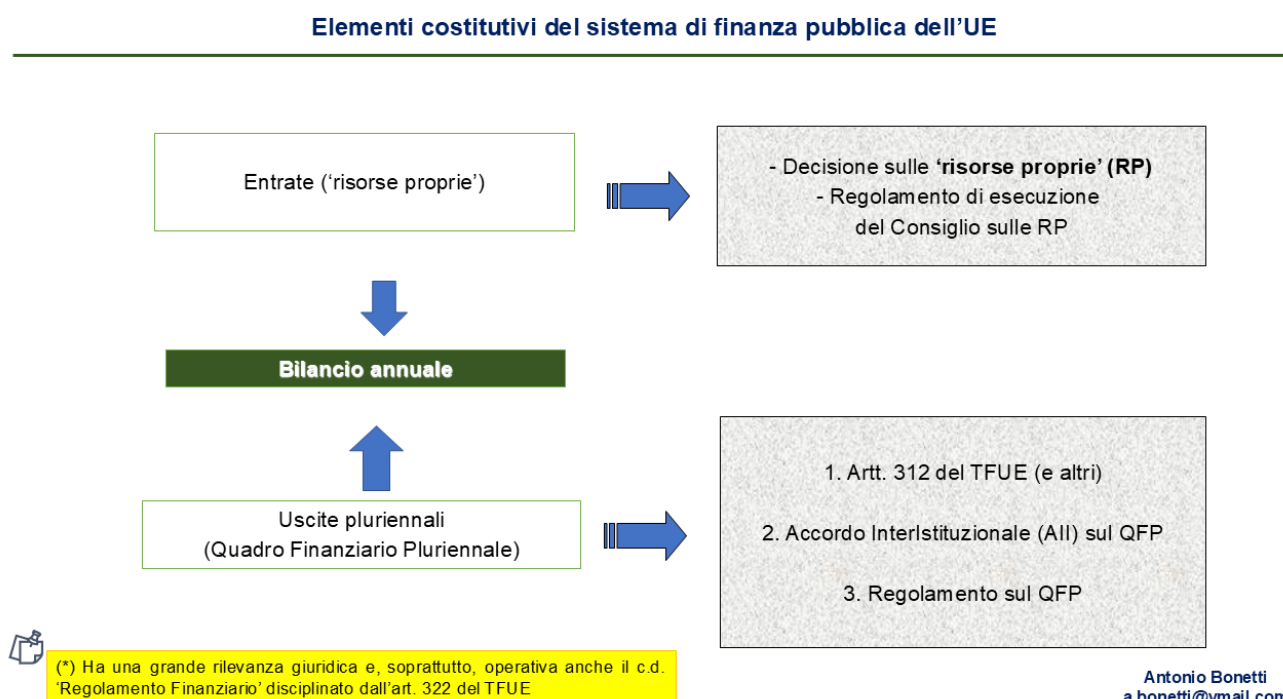 Elementi costitutivi del sistema di finanza pubblica dell'UE
Entrate ('risorse proprie')
- Decisione sulle 'risorse proprie' (RP)
- Regolamento di esecuzione
del Consiglio sulle RP
Bilancio annuale
Uscite pluriennali
(Quadro Finanziario Pluriennale)
1. Artt. 312 del TFUE (e altri)
2. Accordo InterIstituzionale (AII) sul QFP
3. Regolamento sul QFP
(*) Ha una grande rilevanza giuridica e, soprattutto, operativa anche il c.d.
'Regolamento Finanziario' disciplinato dall'art. 322 del TFUE
Antonio Bonetti